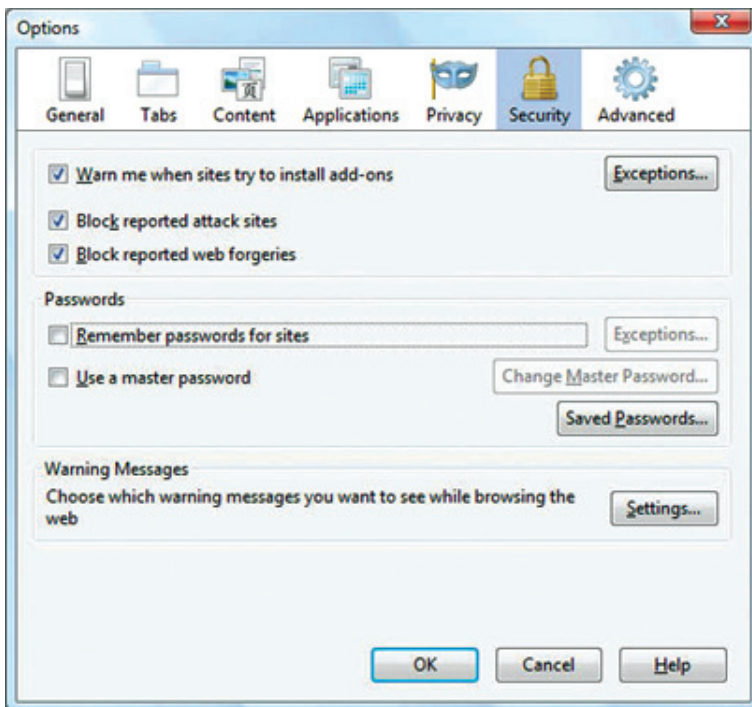 Options
X
General Tabs Content Applications Privacy Security Advanced
页
Warn me when sites try to install add-ons Exceptions...
Block reported attack sites
Block reported web forgeries
Passwords
Remember passwords for sites Exceptions...
Use a master password Change Master Password...
Saved Passwords...
Warning Messages
Choose which warning messages you want to see while browsing the
web
Settings...
OK Cancel Help